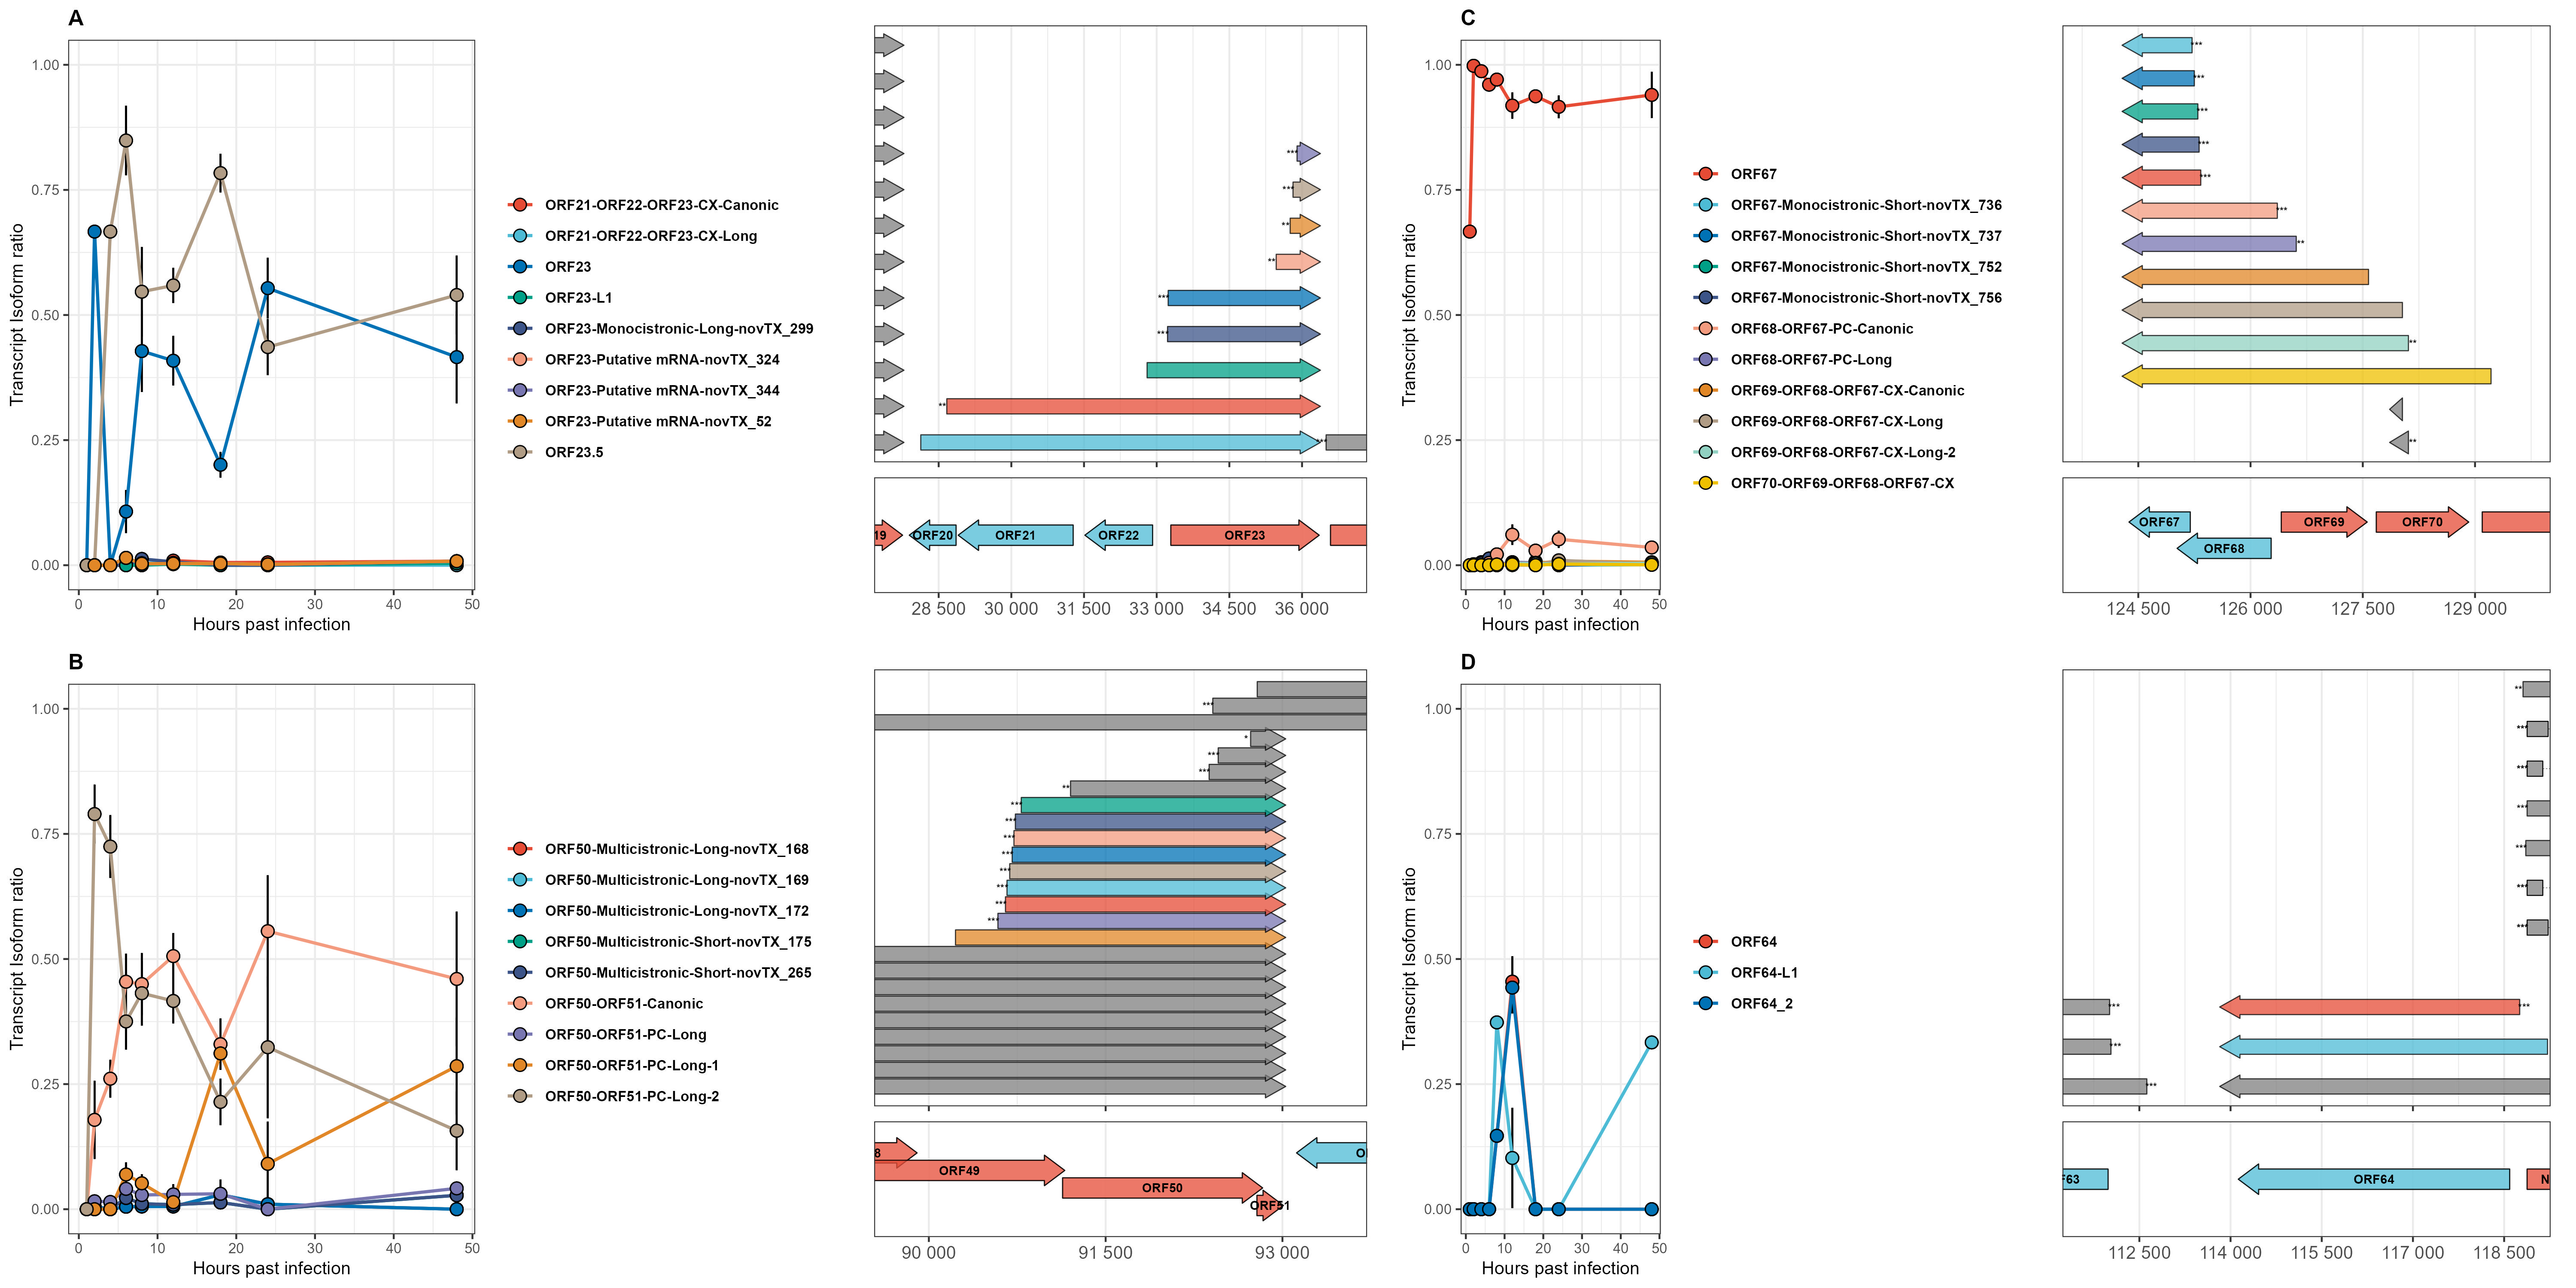 A
Transcript Isoform ratio
1.00
0.75
0.50
0.25
0.00
0 10 20 30 40 50
Hours past infection
ORF21-ORF22-ORF23-CX-Canonic
ORF21-ORF22-ORF23-CX-Long
ORF23
ORF23-L1
ORF23-Monocistronic-Long-novTX_299
ORF23-Putative mRNA-novTX_324
ORF23-Putative mRNA-novTX_344
ORF23-Putative mRNA-novTX_52
ORF23.5
***
***
**
**
***
***
**
***
19 ORF20 ORF21 ORF22 ORF23
28 500 30 000 31 500 33 000 34 500 36 000
C
Transcript Isoform ratio
1.00
0.75
0.50
0.25
0.00
0 10 20 30 40 50
Hours past infection
ORF67
ORF67-Monocistronic-Short-novTX_736
ORF67-Monocistronic-Short-novTX_737
ORF67-Monocistronic-Short-novTX_752
ORF67-Monocistronic-Short-novTX_756
ORF68-ORF67-PC-Canonic
ORF68-ORF67-PC-Long
ORF69-ORF68-ORF67-CX-Canonic
ORF69-ORF68-ORF67-CX-Long
ORF69-ORF68-ORF67-CX-Long-2
ORF70-ORF69-ORF68-ORF67-CX
***
***
***
***
***
***
**
**
**
ORF67 ORF69 ORF70
ORF68
124 500 126 000 127 500 129 000
B
Transcript Isoform ratio
1.00
0.75
0.50
0.25
0.00
0 10 20 30 40 50
Hours past infection
ORF50-Multicistronic-Long-novTX_168
ORF50-Multicistronic-Long-novTX_169
ORF50-Multicistronic-Long-novTX_172
ORF50-Multicistronic-Short-novTX_175
ORF50-Multicistronic-Short-novTX_265
ORF50-ORF51-Canonic
ORF50-ORF51-PC-Long
ORF50-ORF51-PC-Long-1
ORF50-ORF51-PC-Long-2
***
*
***
***
**
***
***
***
***
***
***
***
***
8 O
ORF49
ORF50
ORF51
90 000 91 500 93 000
D
Transcript Isoform ratio
1.00
0.75
0.50
0.25
0.00
0 10 20 30 40 50
Hours past infection
ORF64
ORF64-L1
ORF64_2
**
***
***
***
***
***
***
*** ***
***
***
F63 ORF64 N
112 500 114 000 115 500 117 000 118 500